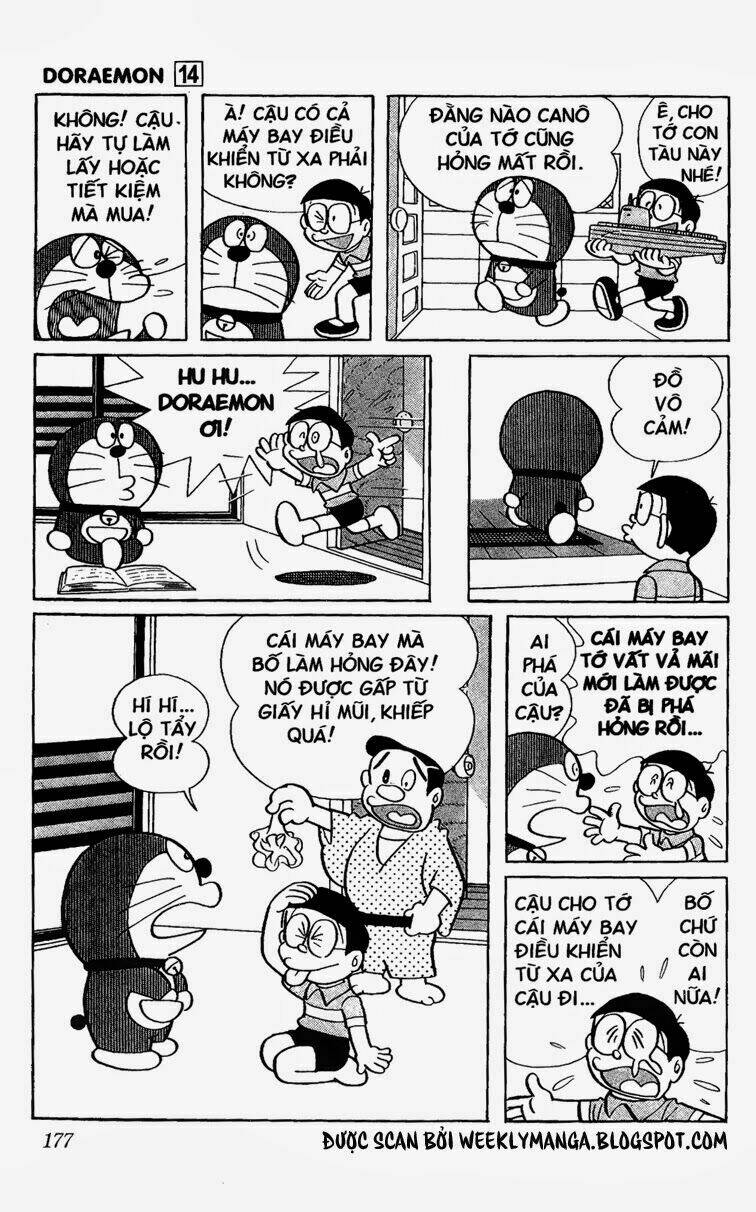 DORAEMON 14
Ê, CHO
TỚ CON
TÀU NÀY
NHÉ!
ĐẰNG NÀO CANÔ
CỦA TỚ CŨNG
HỎNG MẤT RỒI.
À! CẬU CÓ CẢ
MÁY BAY ĐIỀU
KHIỂN TỪ XA PHẢI
KHÔNG?
KHÔNG! CẬU
HÃY TỰ LÀM
LẤY HOẶC
TIẾT KIỆM
MÀ MUA!
ĐỒ
VÔ
CẢM!
HU HU...
DORAEMON
ƠI!
CÁI MÁY BAY
TỚ VẤT VẢ MÃI
MỚI LÀM ĐƯỢC
ĐÃ BỊ PHÁ
HỎNG RỒI...
AI
PHÁ
CỦA
CẬU?
BỐ
CHỨ
CÒN
AI
NỮA!
CẬU CHO TỚ
CÁI MÁY BAY
ĐIỀU KHIỂN
TỪ XA CỦA
CẬU ĐI...
CÁI MÁY BAY MÀ
BỐ LÀM HỎNG ĐÂY!
NÓ ĐƯỢC GẤP TỪ
GIẤY HỈ MŨI, KHIẾP
QUÁ!
HÍ HÍ...
LỘ TẨY
RỒI!
177
ĐƯỢC SCAN BỞI WEEKLYMANGA.BLOGSPOT.COM